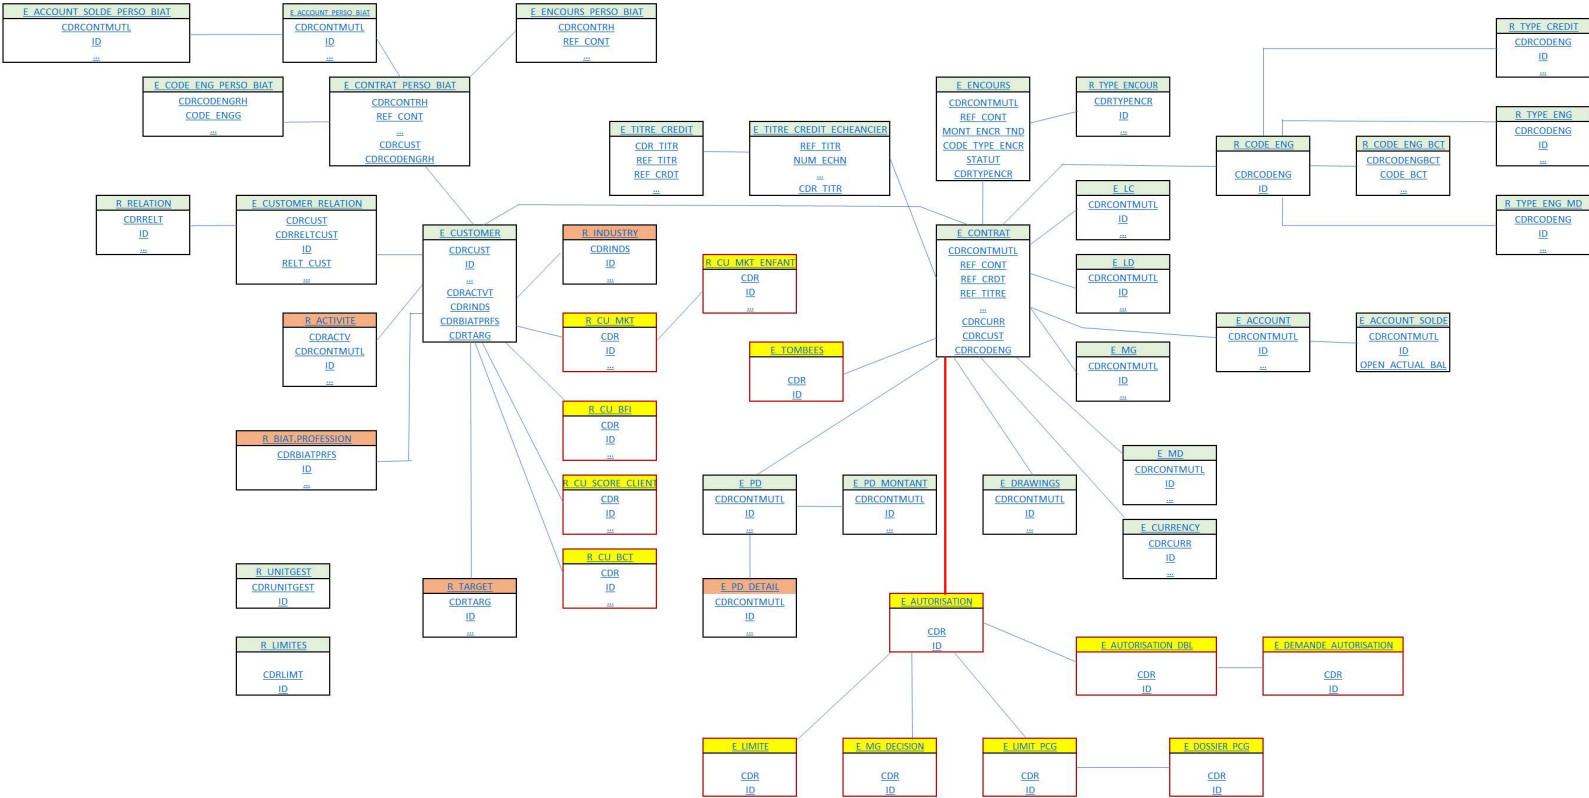 E_ACCOUNT_SOLDE_PERSO_BIAT
CDRCONTMUTL
ID
...
E_ACCOUNT_PERSO_BIAT
CDRCONTMUTL
ID
...
E_ENCOURS_PERSO_BIAT
CDRCONTRH
REF_CONT
...
R_TYPE_CREDIT
CDRCODENG
ID
...
E_CODE_ENG_PERSO_BIAT
CDRCODENGRH
CODE_ENGG
...
E_CONTRAT_PERSO_BIAT
CDRCONTRH
REF_CONT
...
CDRCUST
CDRCODENGRH
E_ENCOURS
CDRCONTMUTL
REF_CONT
MONT_ENCR_TND
CODE_TYPE_ENCR
STATUT
CDRTYPENCR
R_TYPE_ENCOUR
CDRTYPENCR
ID
...
E_TITRE_CREDIT
CDR_TITR
REF_TITR
REF_CRDT
...
E_TITRE_CREDIT_ECHEANCIER
REF_TITR
NUM_ECHN
...
CDR_TITR
R_CODE_ENG
CDRCODENG
ID
R_CODE_ENG_BCT
CDRCODENGBCT
CODE_BCT
...
R_TYPE_ENG
CDRCODENG
ID
...
R_RELATION
CDRRELT
ID
...
E_CUSTOMER_RELATION
CDRCUST
CDRRELTCUST
ID
RELT_CUST
...
E_CUSTOMER
CDRCUST
ID
...
CDRACTVT
CDRINDS
CDRBIATPRFS
CDRTARG
R_INDUSTRY
CDRINDS
ID
...
R_CU_MKT_ENFANT
CDR
ID
...
E_CONTRAT
CDRCONTMUTL
REF_CONT
REF_CRDT
REF_TITRE
...
CDRCURR
CDRCUST
CDRCODENG
E_LC
CDRCONTMUTL
ID
...
R_TYPE_ENG_MD
CDRCODENG
ID
...
E_LD
CDRCONTMUTL
ID
...
R_ACTIVITE
CDRACTV
CDRCONTMUTL
ID
...
R_CU_MKT
CDR
ID
...
E_TOMBEES
CDR
ID
E_MG
CDRCONTMUTL
ID
...
E_ACCOUNT
CDRCONTMUTL
ID
...
E_ACCOUNT_SOLDE
CDRCONTMUTL
ID
OPEN_ACTUAL_BAL
R_BIAT.PROFESSION
CDRBIATPRFS
ID
...
R_CU_BFI
CDR
ID
...
R_CU_SCORE_CLIENT
CDR
ID
...
E_PD
CDRCONTMUTL
ID
...
E_PD_MONTANT
CDRCONTMUTL
ID
...
E_DRAWINGS
CDRCONTMUTL
ID
...
E_MD
CDRCONTMUTL
ID
...
E_CURRENCY
CDRCURR
ID
...
R_UNITGEST
CDRUNITGEST
ID
R_TARGET
CDRTARG
ID
...
R_CU_BCT
CDR
ID
...
E_PD_DETAIL
CDRCONTMUTL
ID
...
E_AUTORISATION
CDR
ID
R_LIMITES
CDRLIMT
ID
E_AUTORISATION_DBL
CDR
ID
E_DEMANDE_AUTORISATION
CDR
ID
E_LIMITE
CDR
ID
E_MG_DECISION
CDR
ID
E_LIMIT_PCG
CDR
ID
E_DOSSIER_PCG
CDR
ID